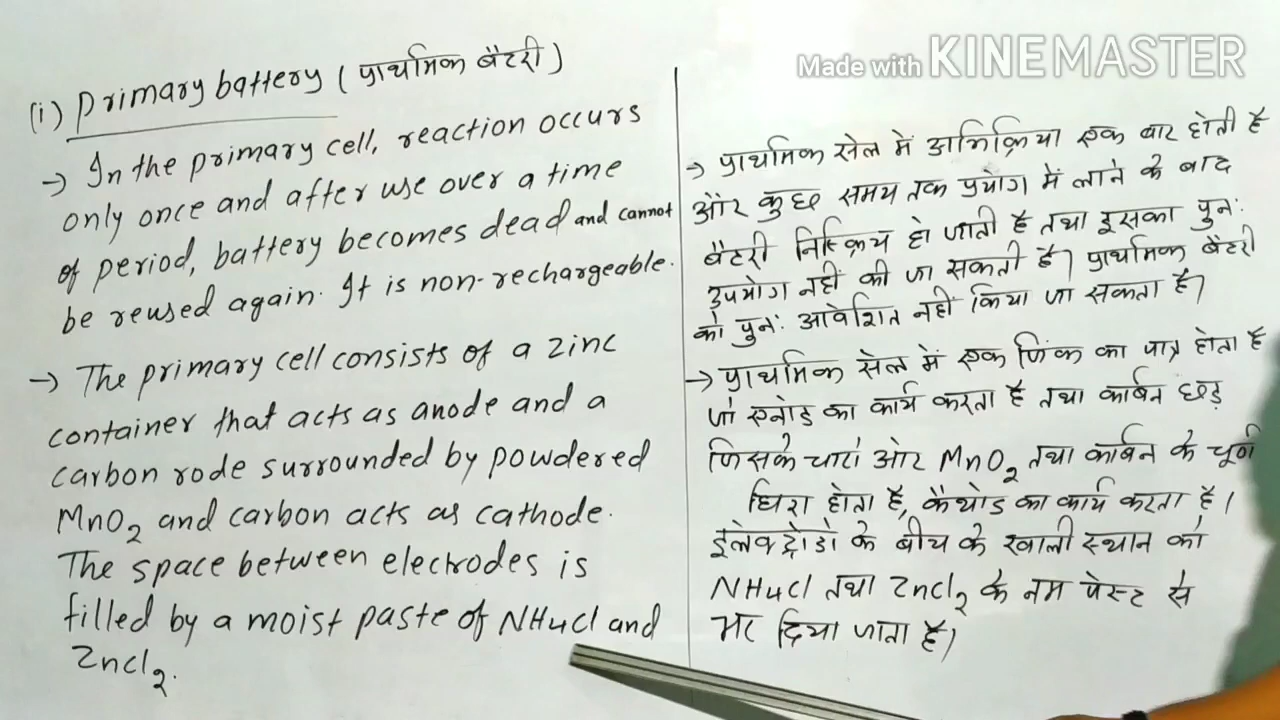 Made with KINEMASTER
(i) Primary battery (प्राथमिक बैटरी)
→ In the primary cell, reaction occurs
only once and after use over a time
of period, battery becomes dead and cannot
be reused again. It is non-rechargeable.
→ The primary cell consists of a zinc
container that acts as anode and a
carbon rode surrounded by powdered
MnO2 and carbon acts as cathode.
The space between electrodes is
filled by a moist paste of NH4Cl and
ZnCl2.
→ प्राथमिक सेल में अभिक्रिया एक बार होती है
और कुछ समय तक प्रयोग में लाने के बाद
बैटरी निष्क्रिय हो जाती है तथा इसका पुनः
उपयोग नहीं की जा सकती है। प्राथमिक बैटरी
को पुनः आवेशित नही किया जा सकता है।
→ प्राथमिक सेल में एक जिंक का पात्र होता है
जो एनोड का कार्य करता है तथा कार्बन छड़
जिसके चारो ओर MnO2 तथा कार्बन के चूर्ण
घिरा होता है, कैथोड का कार्य करता है।
इलेक्ट्रोडो के बीच के खाली स्थान को
NH4Cl तथा ZnCl2 के नम पेस्ट से
भर दिया जाता है।